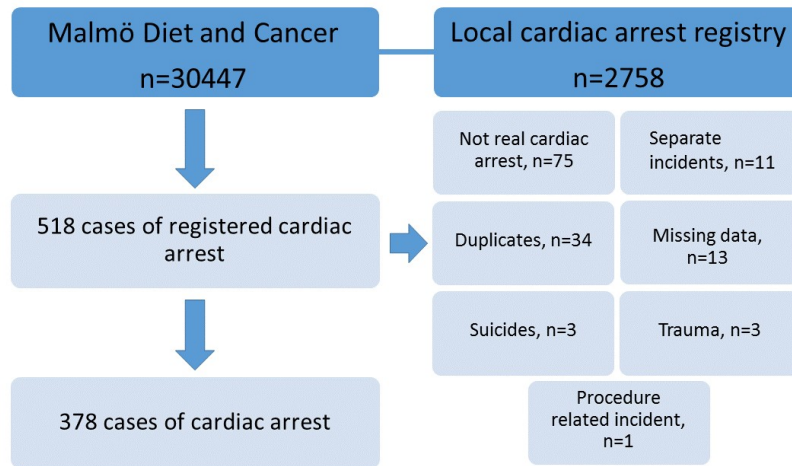 Malmö Diet and Cancer
n=30447
Local cardiac arrest registry
n=2758
Not real cardiac
arrest, n=75
Separate
incidents, n=11
518 cases of registered cardiac
arrest
Duplicates, n=34
Missing data,
n=13
Suicides, n=3
Trauma, n=3
378 cases of cardiac arrest
Procedure
related incident,
n=1